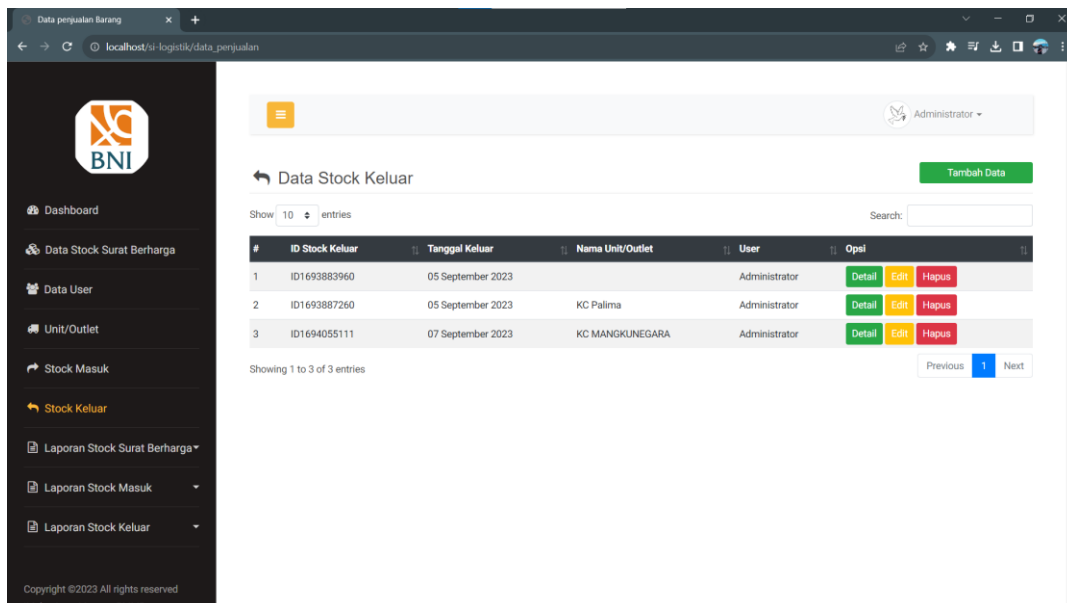 Data penjualan Barang
localhost/si-logistik/data_penjualan
BNI
Administrator
Data Stock Keluar
Tambah Data
Dashboard
Data Stock Surat Berharga
Data User
Unit/Outlet
Stock Masuk
Stock Keluar
Laporan Stock Surat Berharga
Laporan Stock Masuk
Laporan Stock Keluar
Copyright ©2023 All rights reserved
Show 10 entries
Search:
# ID Stock Keluar Tanggal Keluar Nama Unit/Outlet User Opsi
1 ID1693883960 05 September 2023 Administrator Detail Edit Hapus
2 ID1693887260 05 September 2023 KC Palima Administrator Detail Edit Hapus
3 ID1694055111 07 September 2023 KC MANGKUNEGARA Administrator Detail Edit Hapus
Showing 1 to 3 of 3 entries
Previous 1 Next